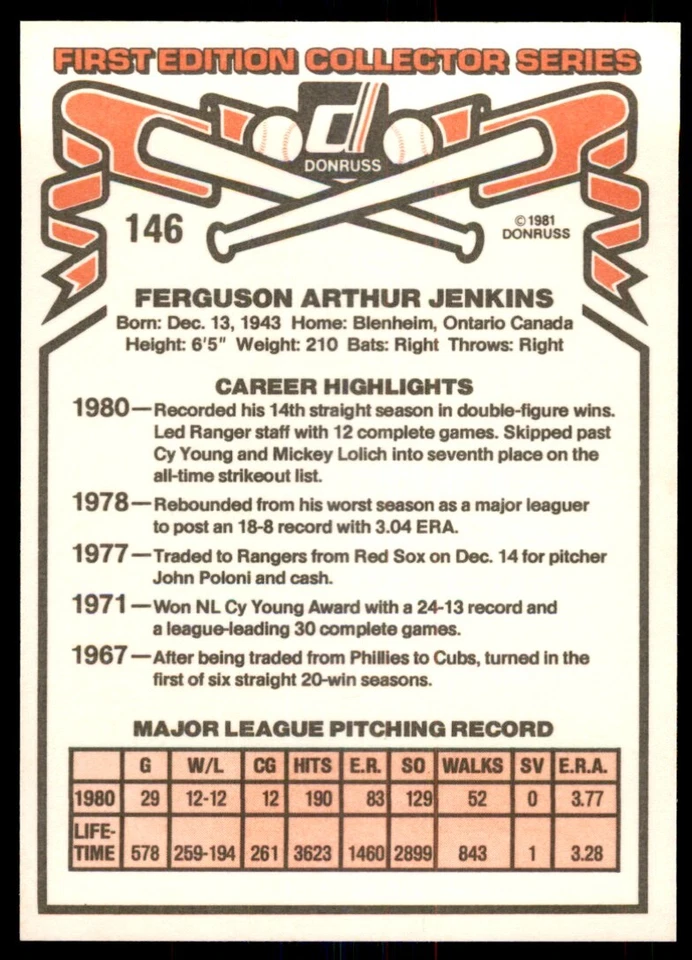 FIRST EDITION COLLECTOR SERIES
d
DONRUSS
146
©1981
DONRUSS
FERGUSON ARTHUR JENKINS
Born: Dec. 13, 1943 Home: Blenheim, Ontario Canada
Height: 6'5" Weight: 210 Bats: Right Throws: Right
CAREER HIGHLIGHTS
1980—Recorded his 14th straight season in double-figure wins.
Led Ranger staff with 12 complete games. Skipped past
Cy Young and Mickey Lolich into seventh place on the
all-time strikeout list.
1978—Rebounded from his worst season as a major leaguer
to post an 18-8 record with 3.04 ERA.
1977—Traded to Rangers from Red Sox on Dec. 14 for pitcher
John Poloni and cash.
1971—Won NL Cy Young Award with a 24-13 record and
a league-leading 30 complete games.
1967—After being traded from Phillies to Cubs, turned in the
first of six straight 20-win seasons.
MAJOR LEAGUE PITCHING RECORD
G W/L CG HITS E.R. SO WALKS SV E.R.A.
1980 29 12-12 12 190 83 129 52 0 3.77
LIFE-
TIME 578 259-194 261 3623 1460 2899 843 1 3.28